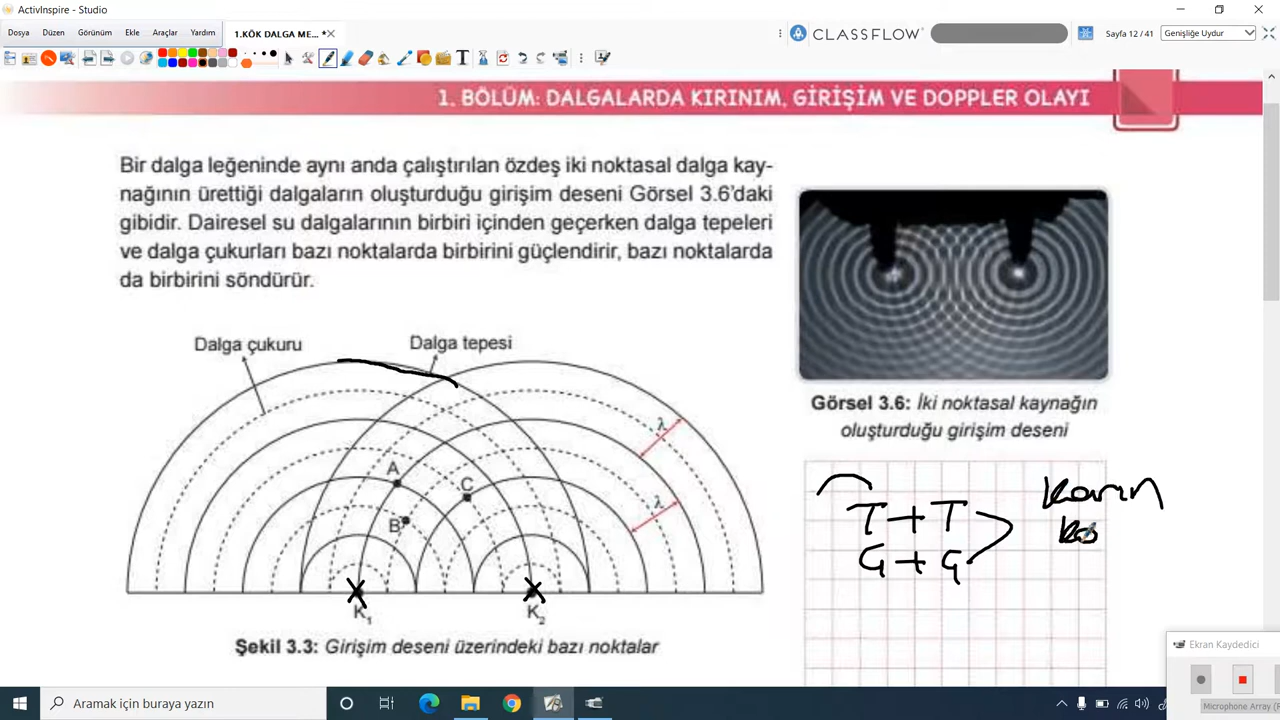 ActivInspire - Studio
Dosya Düzen Görünüm Ekle Araçlar Yardım
1.KÖK DALGA ME... *
CLASSFLOW
Sayfa 12 / 41
Genişliğe Uydur
1. BÖLÜM: DALGALARDA KIRINIM, GİRİŞİM VE DOPPLER OLAYI
Bir dalga leğeninde aynı anda çalıştırılan özdeş iki noktasal dalga kay-
nağının ürettiği dalgaların oluşturduğu girişim deseni Görsel 3.6'daki
gibidir. Dairesel su dalgalarının birbiri içinden geçerken dalga tepeleri
ve dalga çukurları bazı noktalarda birbirini güçlendirir, bazı noktalarda
da birbirini söndürür.
Dalga çukuru
Dalga tepesi
λ
λ
A
C
B
K₁
K₂
Şekil 3.3: Girişim deseni üzerindeki bazı noktalar
Görsel 3.6: İki noktasal kaynağın
oluşturduğu girişim deseni
T + T
Ç + Ç
Karın
Ekran Kaydedici
Microphone Array (R
Aramak için buraya yazın